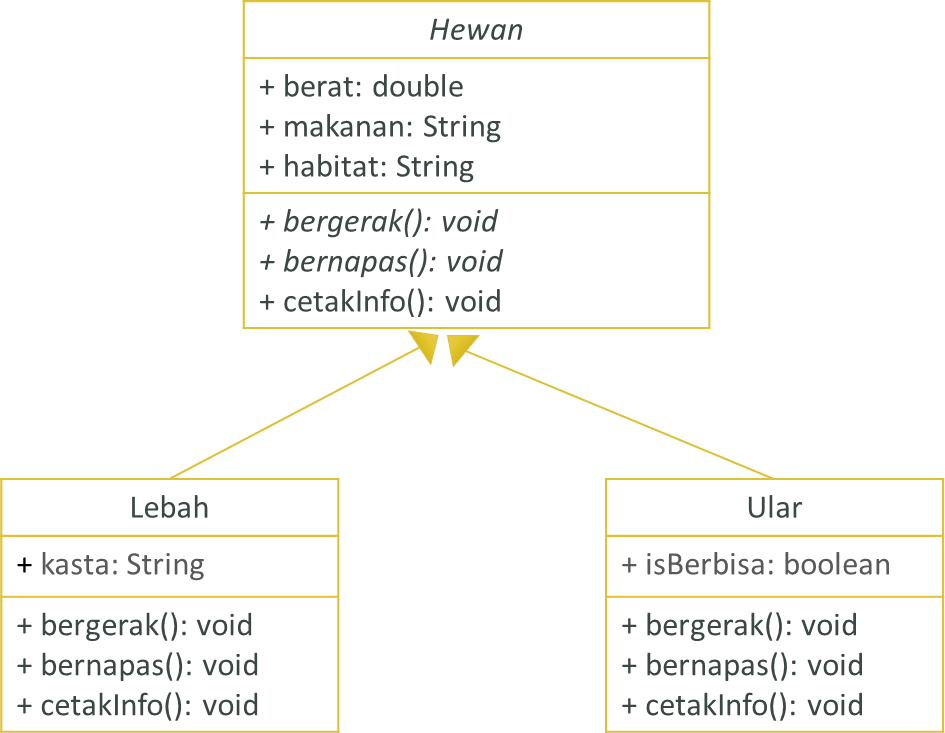 Hewan
+ berat: double
+ makanan: String
+ habitat: String
+ bergerak(): void
+ bernapas(): void
+ cetakInfo(): void
Lebah
+ kasta: String
+ bergerak(): void
+ bernapas(): void
+ cetakInfo(): void
Ular
+ isBerbisa: boolean
+ bergerak(): void
+ bernapas(): void
+ cetakInfo(): void